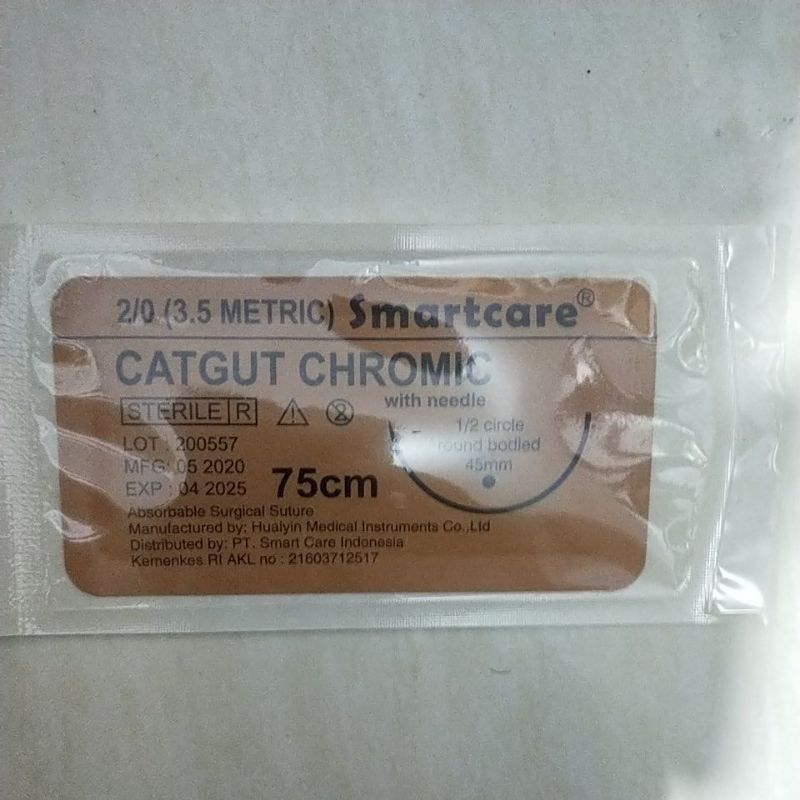 2/0 (3.5 METRIC) Smartcare®
CATGUT CHROMIC
with needle
STERILE R
1/2 circle
round bodied
45mm
LOT : 200557
MFG: 05 2020
EXP : 04 2025
75cm
Absorbable Surgical Suture
Manufactured by: Hualyin Medical Instruments Co.,Ltd
Distributed by: PT. Smart Care Indonesia
Kemenkes RI AKL no : 21603712517